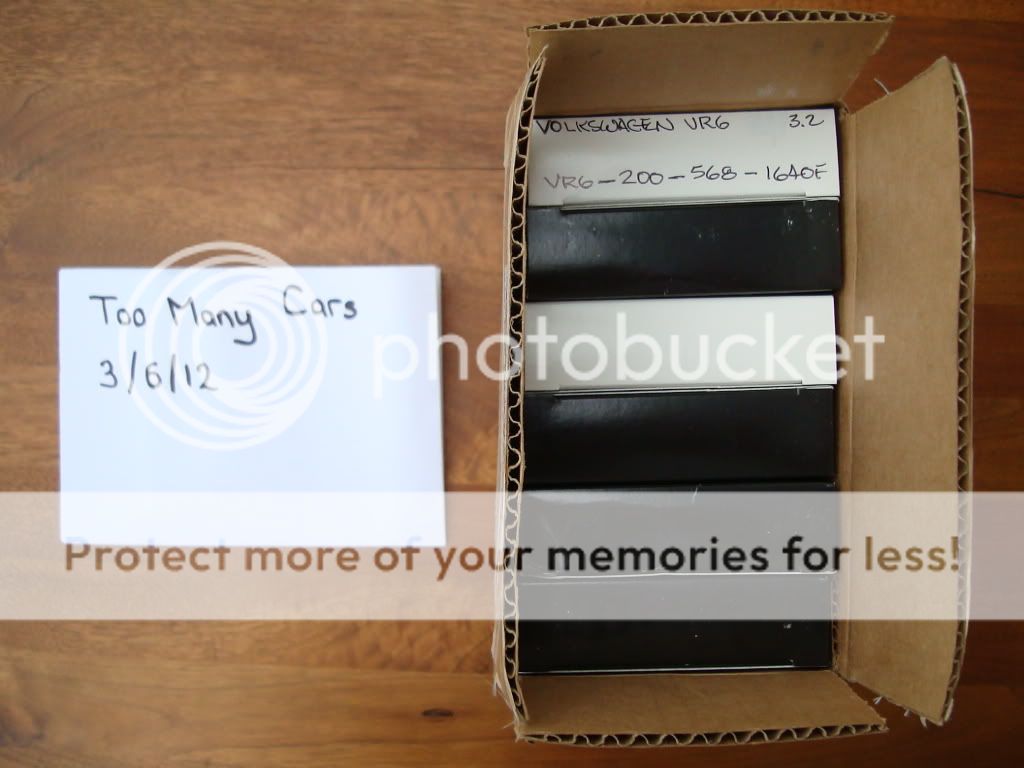 VOLKSWAGEN VR6 3.2
VR6-200-568-1640F
Too Many Cars
3/6/12
photobucket
Protect more of your memories for less!